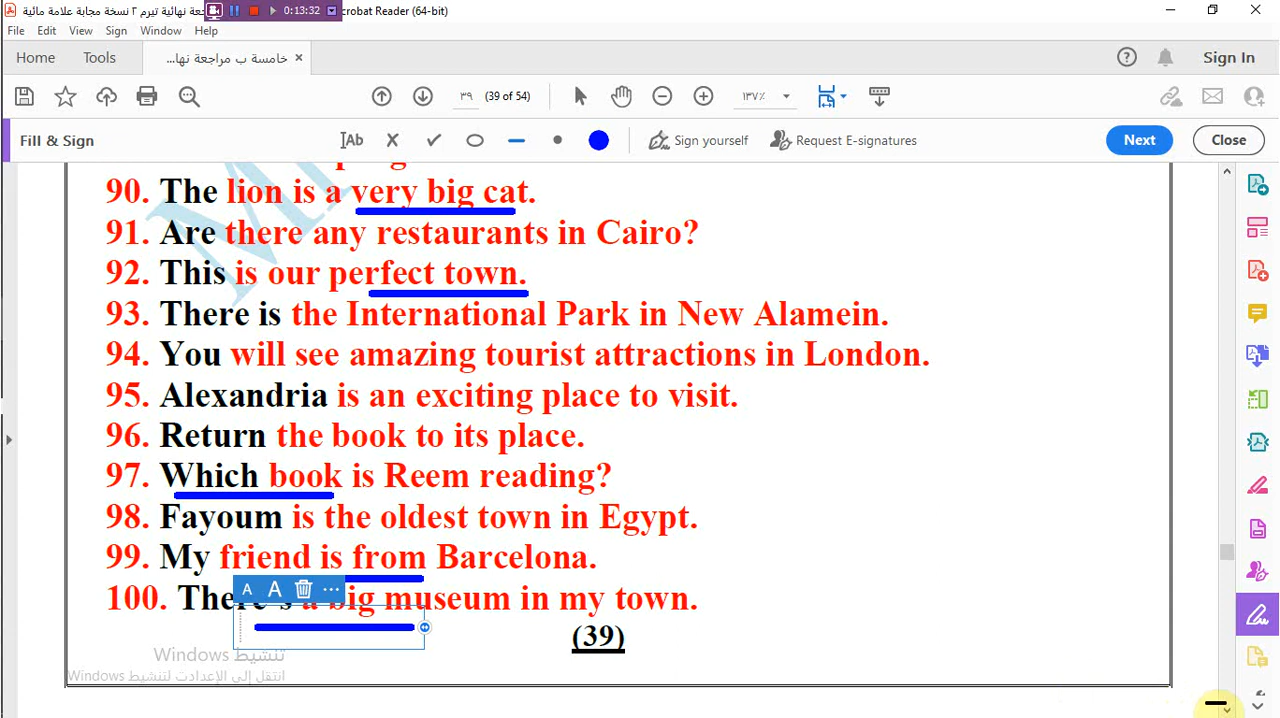 جعة نهائية تيرم ٢ نسخة مجابة علامة مائية 0:13:32 crobat Reader (64-bit)
File Edit View Sign Window Help
Home Tools خامسة ب مراجعة نها... × Sign In
٣٩ (39 of 54) ١٣٧٪
Fill & Sign Ab Sign yourself Request E-signatures Next Close
90. The lion is a very big cat.
91. Are there any restaurants in Cairo?
92. This is our perfect town.
93. There is the International Park in New Alamein.
94. You will see amazing tourist attractions in London.
95. Alexandria is an exciting place to visit.
96. Return the book to its place.
97. Which book is Reem reading?
98. Fayoum is the oldest town in Egypt.
99. My friend is from Barcelona.
A A ...
100. There's a big museum in my town.
(39)
تنشيط Windows
انتقل إلى الإعدادت لتنشيط Windows